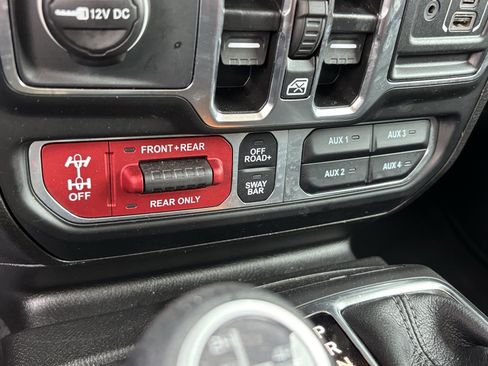 12V DC
FRONT+REAR
OFF
REAR ONLY
OFF
ROAD+
SWAY
BAR
AUX 1
AUX 3
AUX 2
AUX 4
P R N